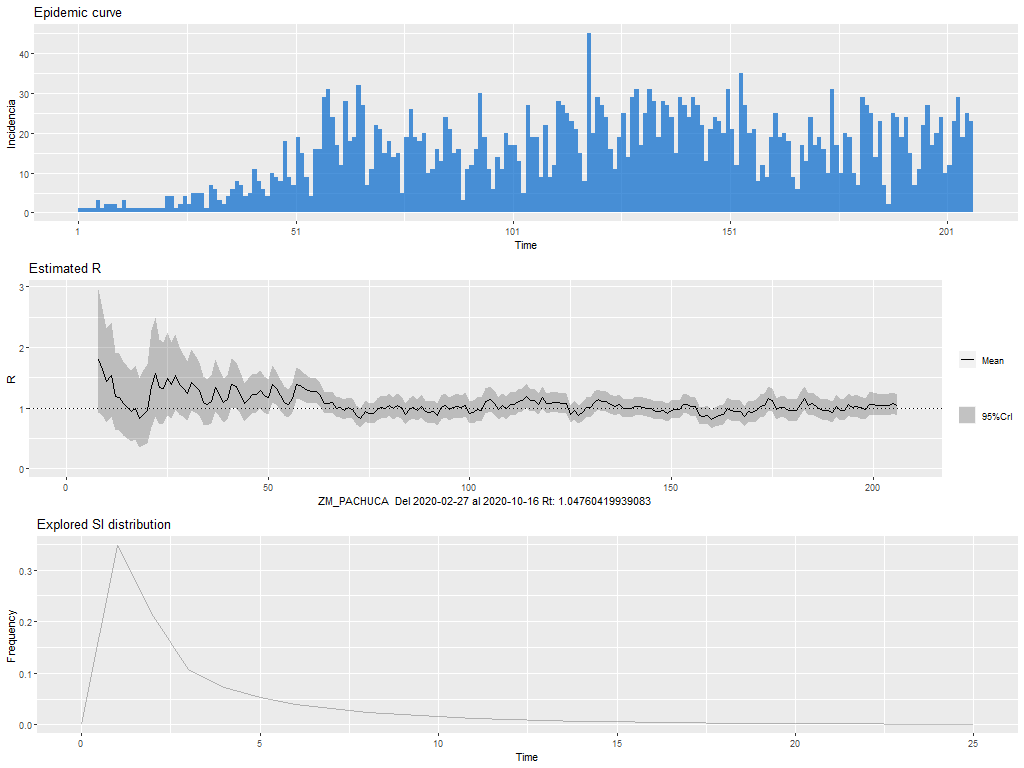 Epidemic curve
40
30
20
10
0
Incidencia
1 51 101 151 201
Time
Estimated R
3
2
1
0
R
Mean
95%CrI
0 50 100 150 200
ZM_PACHUCA Del 2020-02-27 al 2020-10-16 Rt: 1.04760419939083
Explored SI distribution
0.3
0.2
0.1
0.0
Frequency
0 5 10 15 20 25
Time